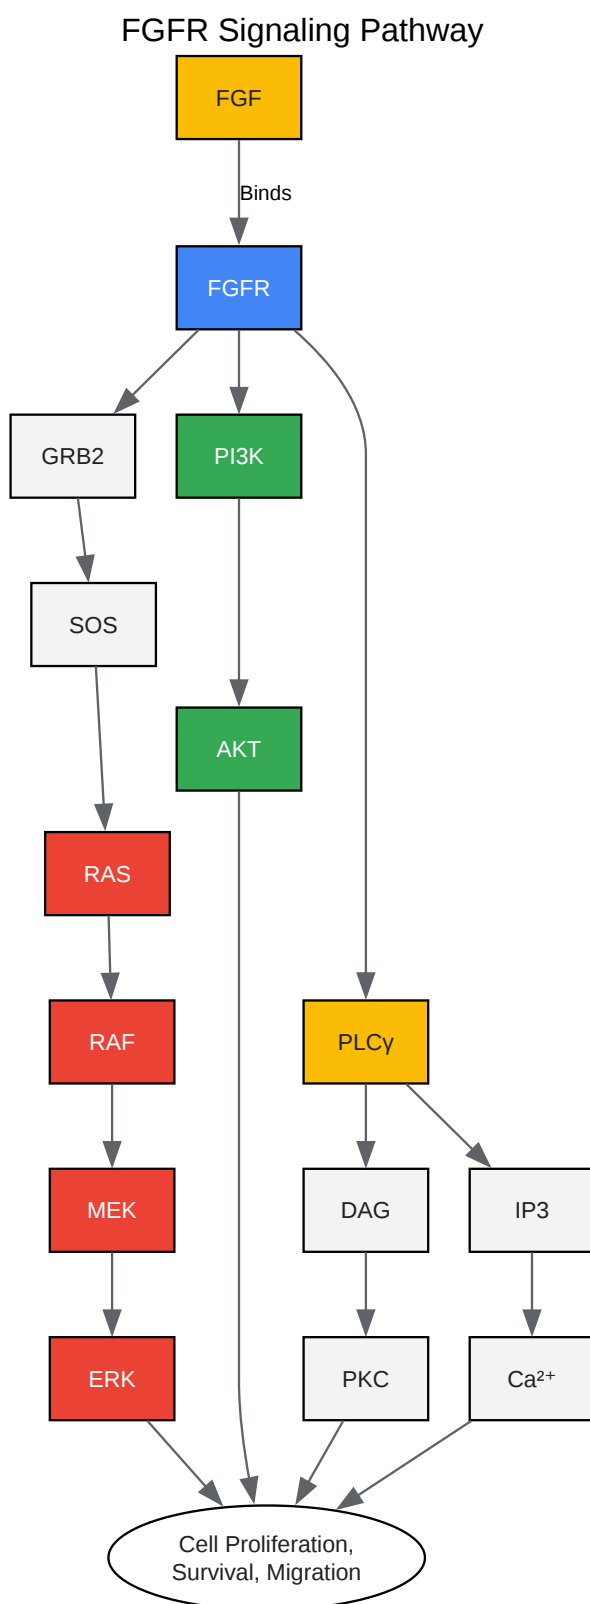 FGFR Signaling Pathway
FGF
Binds
FGFR
GRB2
PI3K
SOS
AKT
RAS
RAF
PLCγ
MEK
DAG
IP3
ERK
PKC
Ca²⁺
Cell Proliferation,
Survival, Migration